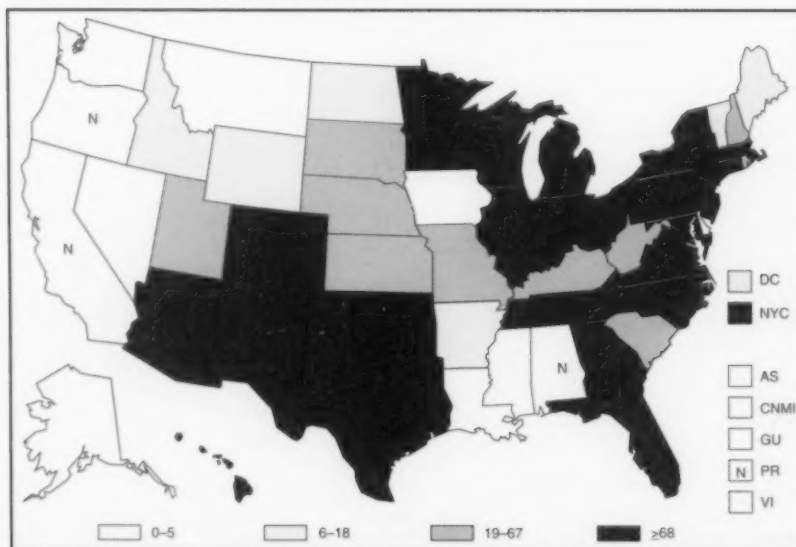 N
N
N
DC
NYC
AS
CNMI
GU
N PR
VI
0–5 6–18 19–67 ≥68